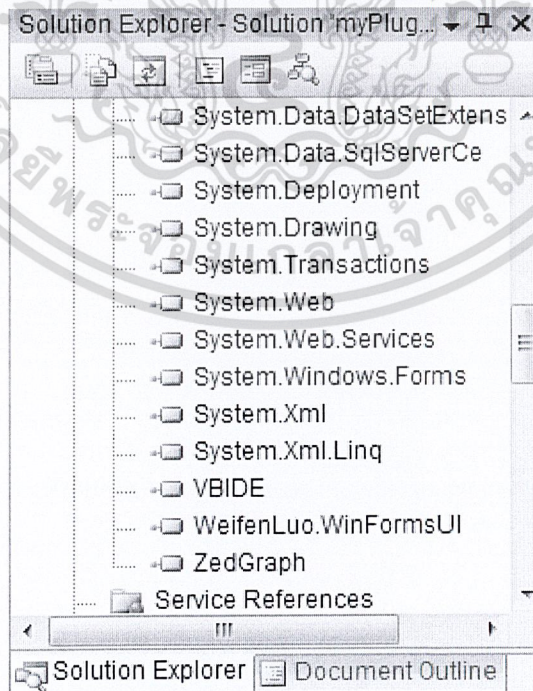 Solution Explorer - Solution 'myPlug...
System.Data.DataSetExtens
System.Data.SqlServerCe
System.Deployment
System.Drawing
System.Transactions
System.Web
System.Web.Services
System.Windows.Forms
System.Xml
System.Xml.Linq
VBIDE
WeifenLuo.WinFormsUI
ZedGraph
Service References
Solution Explorer
Document Outline